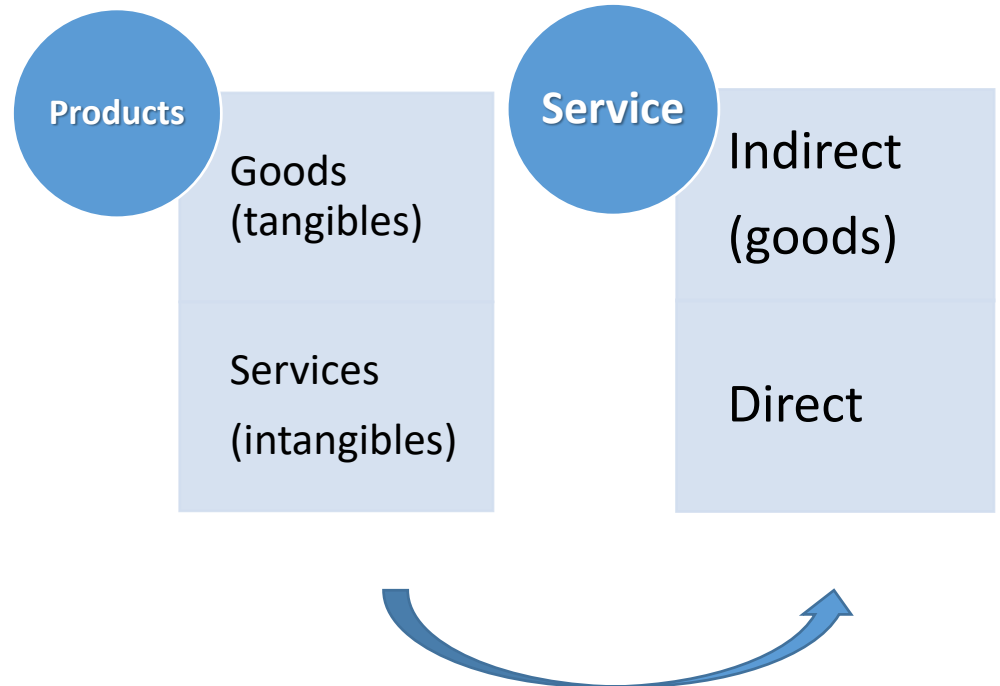 Products
Goods
(tangibles)
Services
(intangibles)
Service
Indirect
(goods)
Direct